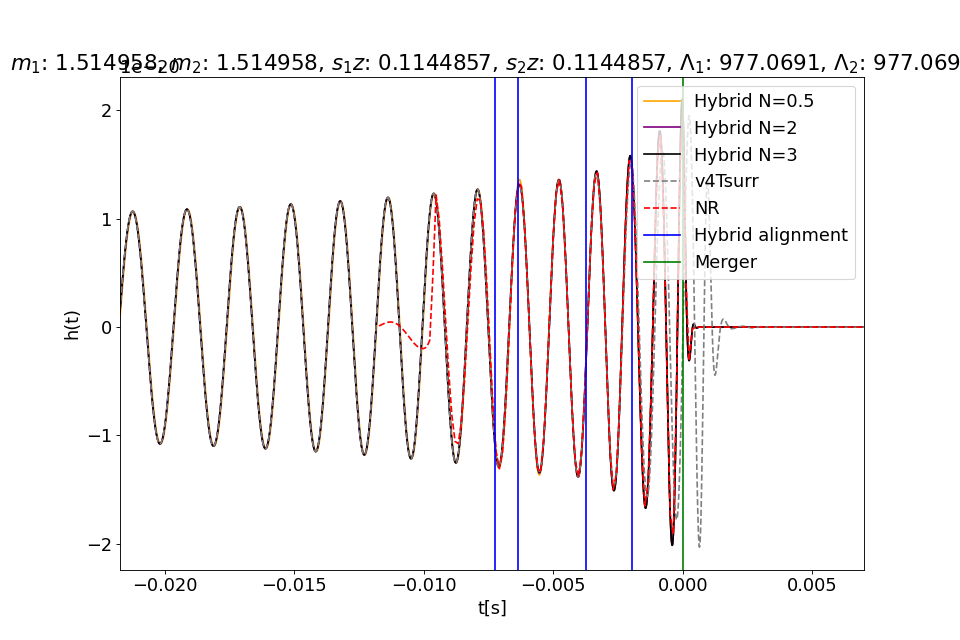 m₁: 1.514958, m₂: 1.514958, s₁z: 0.1144857, s₂z: 0.1144857, Λ₁: 977.0691, Λ₂: 977.069
1e−20
Hybrid N=0.5
Hybrid N=2
Hybrid N=3
v4Tsurr
NR
Hybrid alignment
Merger
2
1
0
−1
−2
h(t)
−0.020
−0.015
−0.010
−0.005
0.000
0.005
t[s]